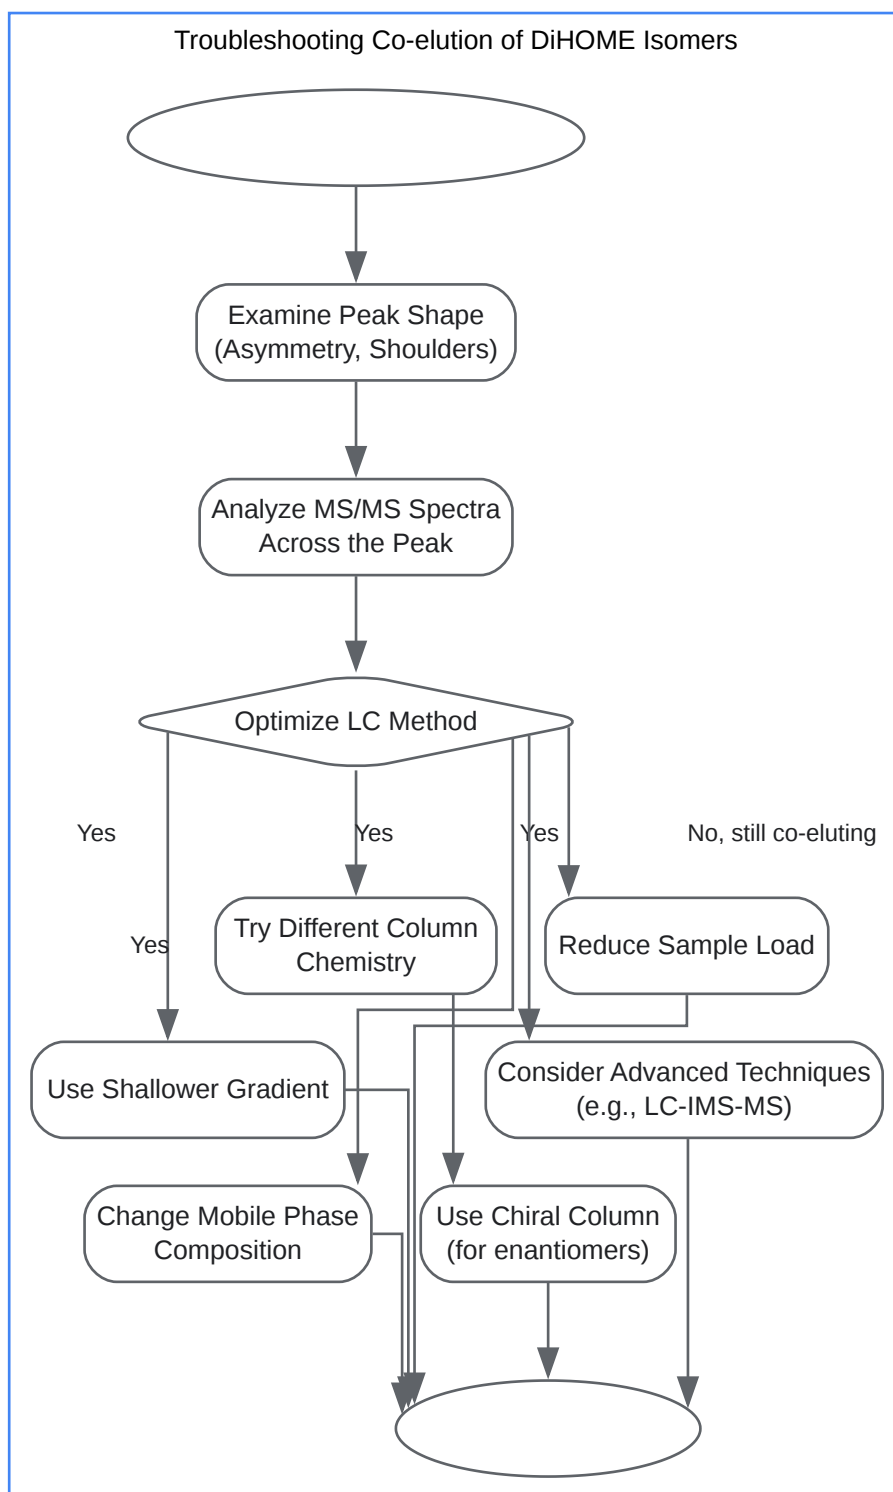 Troubleshooting Co-elution of DiHOME Isomers
Examine Peak Shape
(Asymmetry, Shoulders)
Analyze MS/MS Spectra
Across the Peak
Optimize LC Method
Yes
Yes
Yes
No, still co-eluting
Try Different Column
Chemistry
Yes
Reduce Sample Load
Use Shallower Gradient
Consider Advanced Techniques
(e.g., LC-IMS-MS)
Change Mobile Phase
Composition
Use Chiral Column
(for enantiomers)